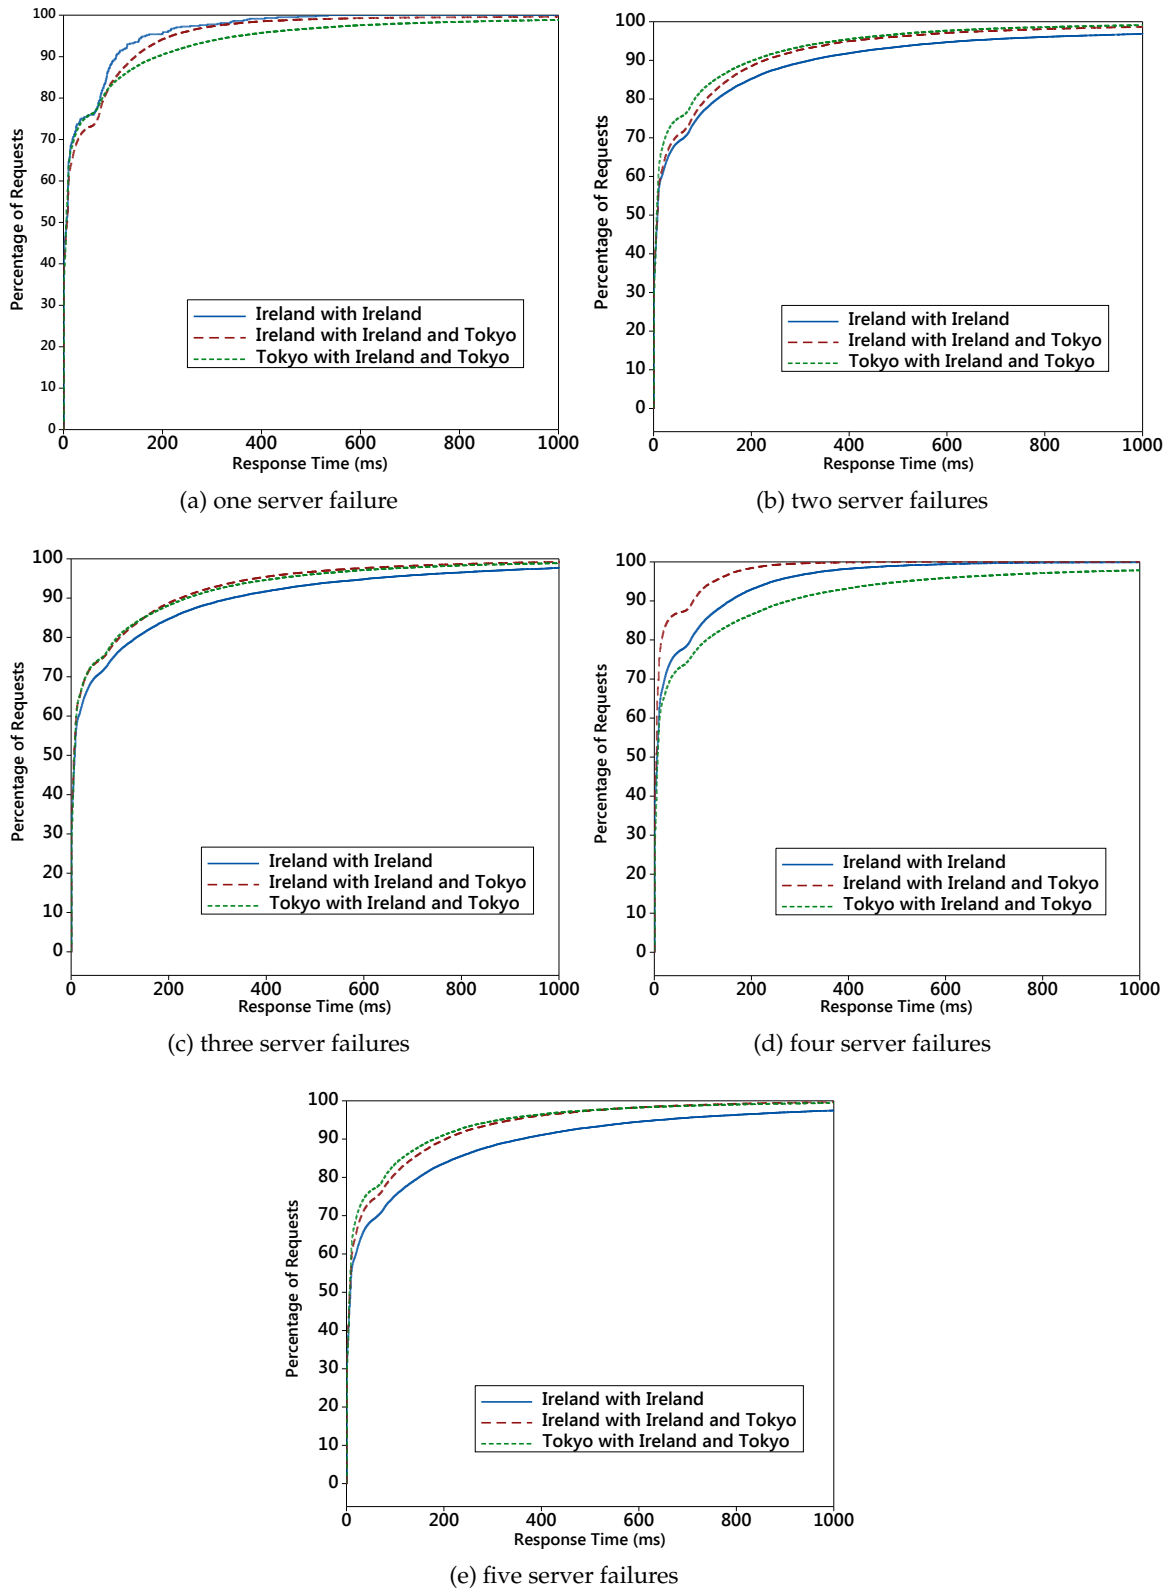 100
90
80
70
60
50
40
30
20
10
0
Percentage of Requests
Ireland with Ireland
Ireland with Ireland and Tokyo
Tokyo with Ireland and Tokyo
0 200 400 600 800 1000
Response Time (ms)
(a) one server failure
100
90
80
70
60
50
40
30
20
10
0
Percentage of Requests
Ireland with Ireland
Ireland with Ireland and Tokyo
Tokyo with Ireland and Tokyo
0 200 400 600 800 1000
Response Time (ms)
(b) two server failures
100
90
80
70
60
50
40
30
20
10
0
Percentage of Requests
Ireland with Ireland
Ireland with Ireland and Tokyo
Tokyo with Ireland and Tokyo
0 200 400 600 800 1000
Response Time (ms)
(c) three server failures
100
90
80
70
60
50
40
30
20
10
0
Percentage of Requests
Ireland with Ireland
Ireland with Ireland and Tokyo
Tokyo with Ireland and Tokyo
0 200 400 600 800 1000
Response Time (ms)
(d) four server failures
100
90
80
70
60
50
40
30
20
10
0
Percentage of Requests
Ireland with Ireland
Ireland with Ireland and Tokyo
Tokyo with Ireland and Tokyo
0 200 400 600 800 1000
Response Time (ms)
(e) five server failures